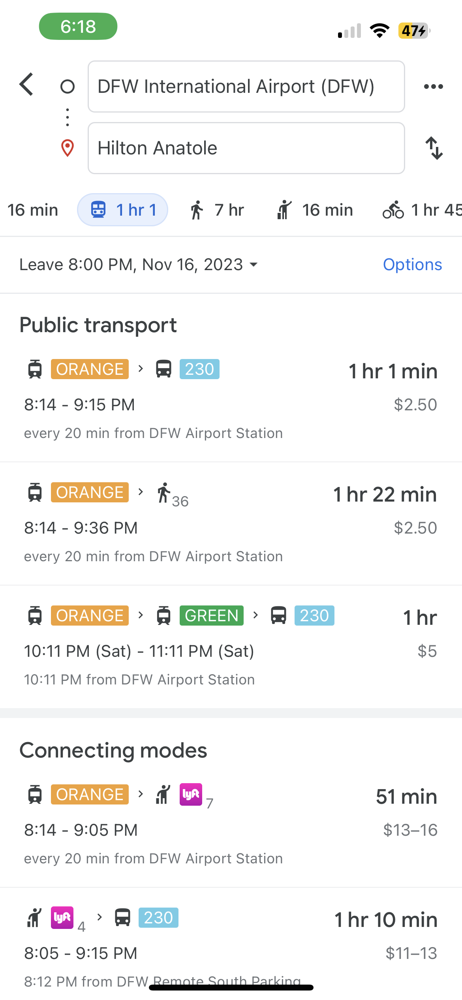 6:18
47
DFW International Airport (DFW)
Hilton Anatole
16 min 1 hr 1 7 hr 16 min 1 hr 45
Leave 8:00 PM, Nov 16, 2023 Options
Public transport
ORANGE 230 1 hr 1 min
8:14 - 9:15 PM $2.50
every 20 min from DFW Airport Station
ORANGE 36 1 hr 22 min
8:14 - 9:36 PM $2.50
every 20 min from DFW Airport Station
ORANGE GREEN 230 1 hr
10:11 PM (Sat) - 11:11 PM (Sat) $5
10:11 PM from DFW Airport Station
Connecting modes
ORANGE lyft 7 51 min
8:14 - 9:05 PM $13–16
every 20 min from DFW Airport Station
lyft 4 230 1 hr 10 min
8:05 - 9:15 PM $11–13
8:12 PM from DFW Remote South Parking